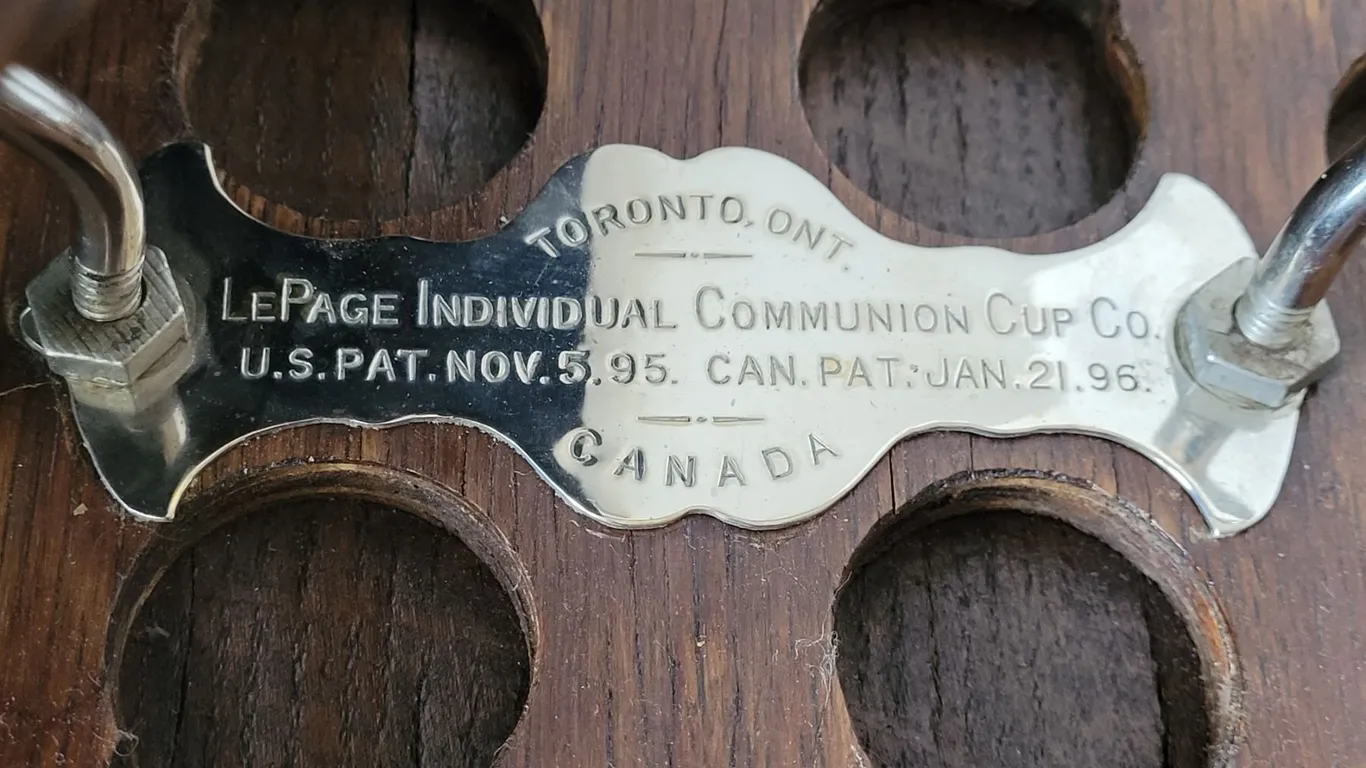 TORONTO, ONT.
LEPAGE INDIVIDUAL COMMUNION CUP CO.
U.S. PAT. NOV. 5. 95. CAN. PAT. JAN. 21. 96.
CANADA